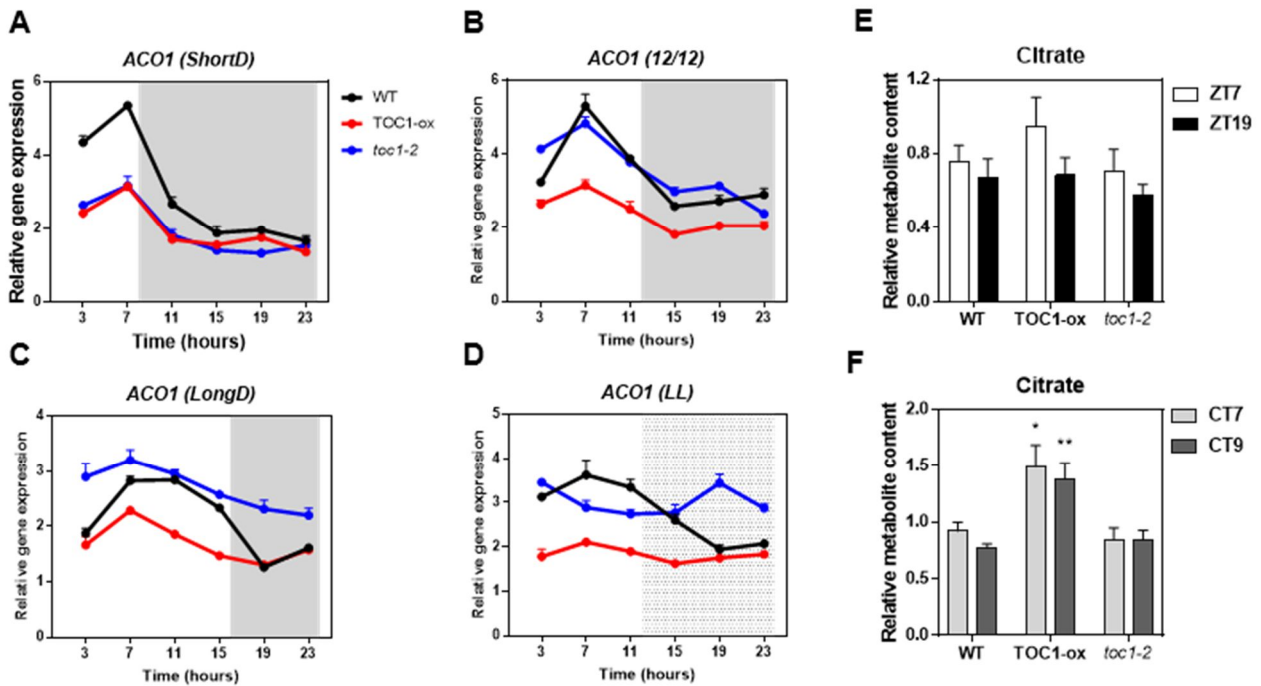 A
ACO1 (ShortD)
Relative gene expression
6
4
2
0
3 7 11 15 19 23
Time (hours)
WT
TOC1-ox
toc1-2
B
ACO1 (12/12)
Relative gene expression
6
4
2
0
3 7 11 15 19 23
Time (hours)
E
CItrate
Relative metabolite content
1.2
0.8
0.4
0.0
WT TOC1-ox toc1-2
ZT7
ZT19
C
ACO1 (LongD)
Relative gene expression
4
3
2
1
0
3 7 11 15 19 23
Time (hours)
D
ACO1 (LL)
Relative gene expression
5
4
3
2
1
0
3 7 11 15 19 23
Time (hours)
F
Citrate
Relative metabolite content
2.0
1.5
1.0
0.5
0.0
* **
WT TOC1-ox toc1-2
CT7
CT9